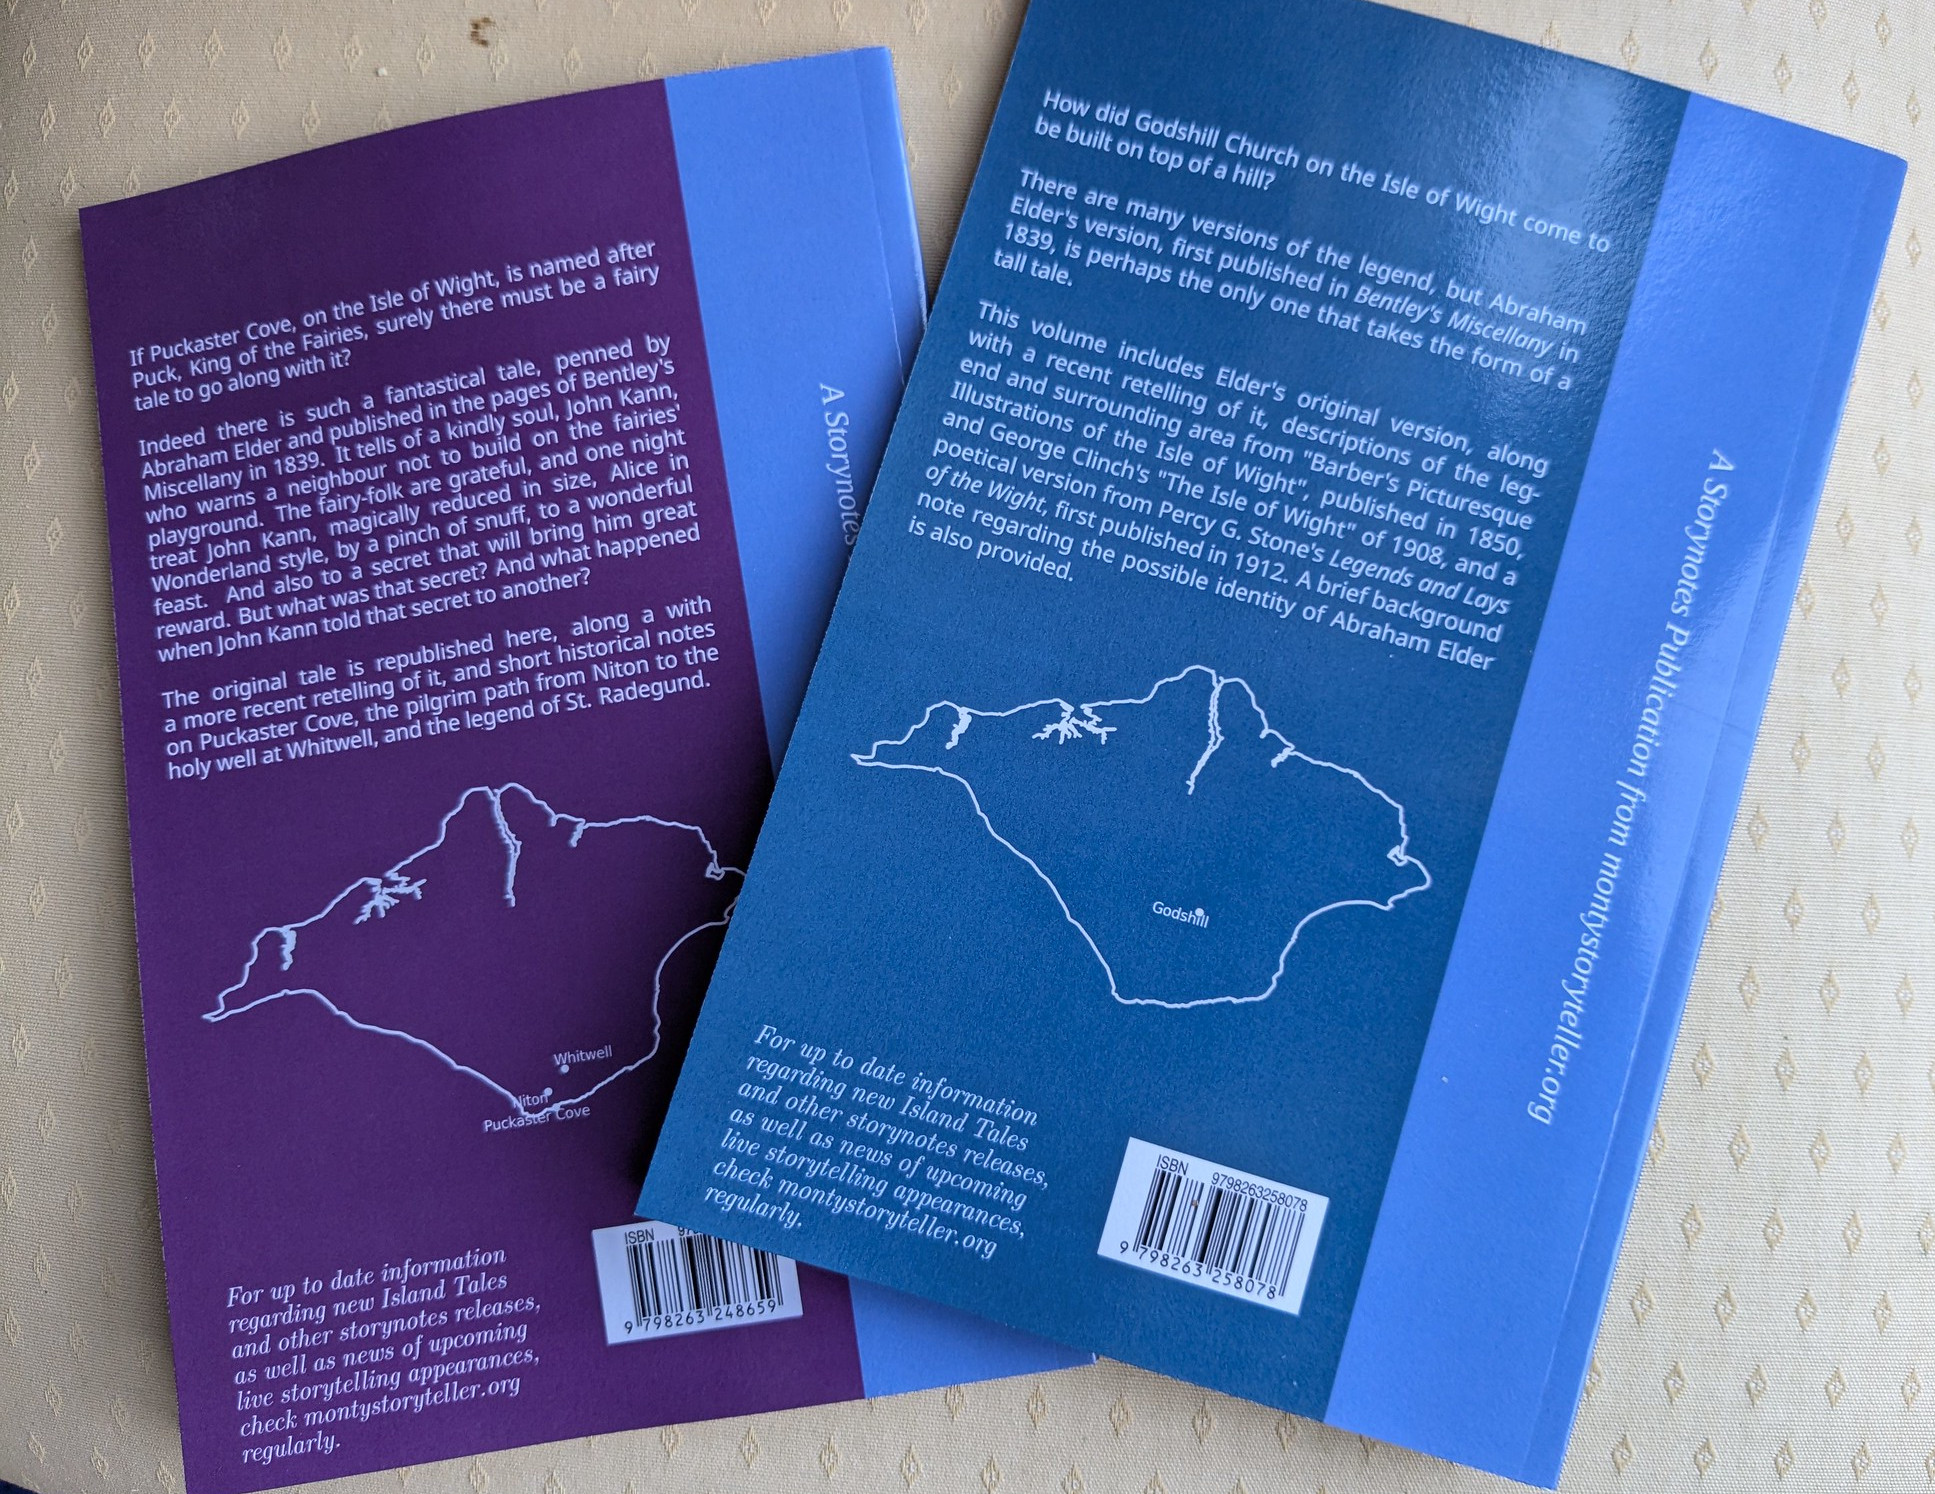 If Puckaster Cove, on the Isle of Wight, is named after
Puck, King of the Fairies, surely there must be a fairy
tale to go along with it?
Indeed there is such a fantastical tale, penned by
Abraham Elder and published in the pages of Bentley's
Miscellany in 1839. It tells of a kindly soul, John Kann,
who warns a neighbour not to build on the fairies'
playground. The fairy-folk are grateful, and one night
treat John Kann, magically reduced in size, Alice in
Wonderland style, by a pinch of snuff, to a wonderful
feast. And also to a secret that will bring him great
reward. But what was that secret? And what happened
when John Kann told that secret to another?
The original tale is republished here, along a with
a more recent retelling of it, and short historical notes
on Puckaster Cove, the pilgrim path from Niton to the
holy well at Whitwell, and the legend of St. Radegund.
Whitwell
Niton
Puckaster Cove
For up to date information
regarding new Island Tales
and other storynotes releases,
as well as news of upcoming
live storytelling appearances,
check montystoryteller.org
regularly.
ISBN
9 798263 248659
A Storynotes
How did Godshill Church on the Isle of Wight come to
be built on top of a hill?
There are many versions of the legend, but Abraham
Elder's version, first published in Bentley's Miscellany in
1839, is perhaps the only one that takes the form of a
tall tale.
This volume includes Elder's original version, along
with a recent retelling of it, descriptions of the leg-
end and surrounding area from "Barber's Picturesque
Illustrations of the Isle of Wight", published in 1850,
and George Clinch's "The Isle of Wight" of 1908, and a
poetical version from Percy G. Stone's Legends and Lays
of the Wight, first published in 1912. A brief background
note regarding the possible identity of Abraham Elder
is also provided.
Godshill
For up to date information
regarding new Island Tales
and other storynotes releases,
as well as news of upcoming
live storytelling appearances,
check montystoryteller.org
regularly.
ISBN 9798263258078
9 798263 258078
A Storynotes Publication from montystoryteller.org